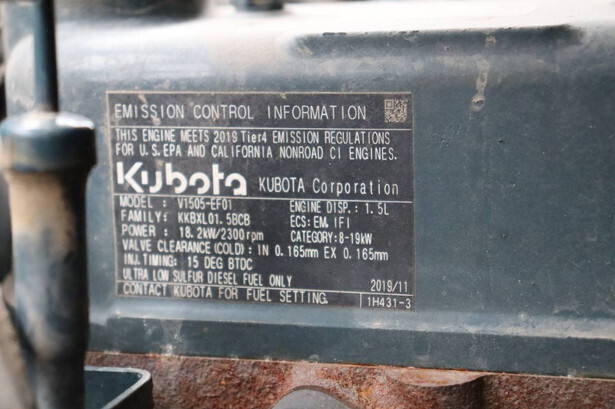 EMISSION CONTROL INFORMATION
THIS ENGINE MEETS 2019 Tier4 EMISSION REGULATIONS
FOR U.S.EPA AND CALIFORNIA NONROAD CI ENGINES.
Kubota KUBOTA Corporation
MODEL : V1505-EF01 ENGINE DISP.: 1.5L
FAMILY: KKBXL01.5BCB ECS: EM, IFI
POWER : 18.2kW/2300rpm CATEGORY:8-19kW
VALVE CLEARANCE(COLD): IN 0.165mm EX 0.165mm
INJ.TIMING: 15 DEG BTDC
ULTRA LOW SULFUR DIESEL FUEL ONLY 2019/11
CONTACT KUBOTA FOR FUEL SETTING. 1H431-3